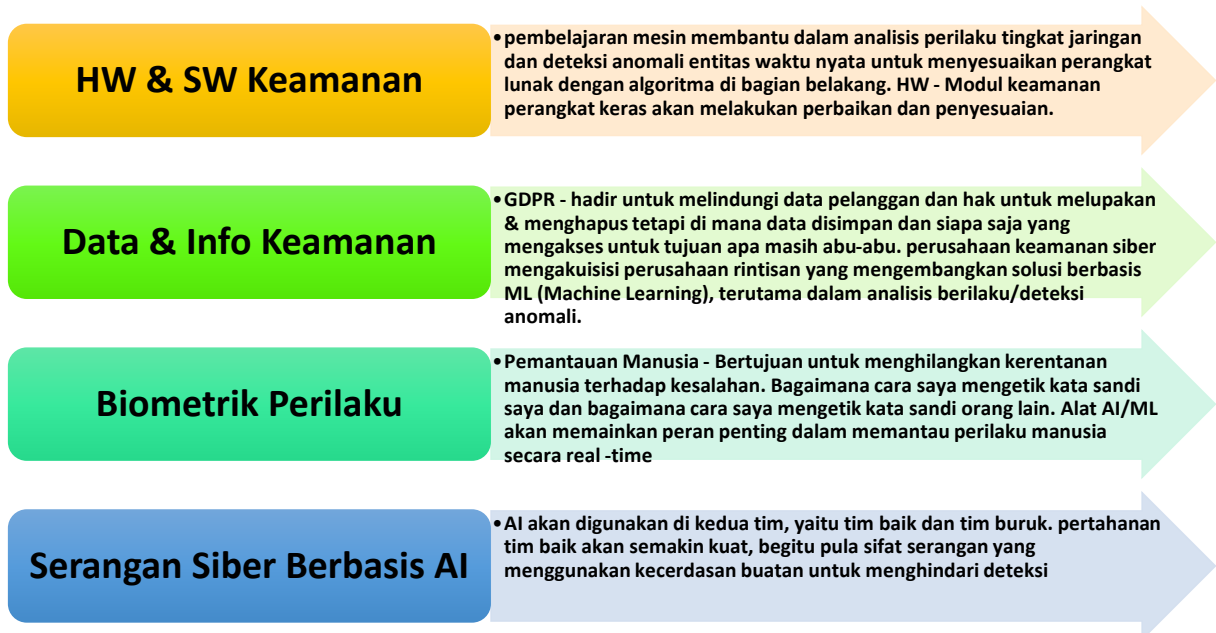 HW & SW Keamanan
•pembelajaran mesin membantu dalam analisis perilaku tingkat jaringan
dan deteksi anomali entitas waktu nyata untuk menyesuaikan perangkat
lunak dengan algoritma di bagian belakang. HW - Modul keamanan
perangkat keras akan melakukan perbaikan dan penyesuaian.
Data & Info Keamanan
•GDPR - hadir untuk melindungi data pelanggan dan hak untuk melupakan
& menghapus tetapi di mana data disimpan dan siapa saja yang
mengakses untuk tujuan apa masih abu-abu. perusahaan keamanan siber
mengakuisisi perusahaan rintisan yang mengembangkan solusi berbasis
ML (Machine Learning), terutama dalam analisis berilaku/deteksi
anomali.
Biometrik Perilaku
•Pemantauan Manusia - Bertujuan untuk menghilangkan kerentanan
manusia terhadap kesalahan. Bagaimana cara saya mengetik kata sandi
saya dan bagaimana cara saya mengetik kata sandi orang lain. Alat AI/ML
akan memainkan peran penting dalam memantau perilaku manusia
secara real -time
Serangan Siber Berbasis AI
•AI akan digunakan di kedua tim, yaitu tim baik dan tim buruk. pertahanan
tim baik akan semakin kuat, begitu pula sifat serangan yang
menggunakan kecerdasan buatan untuk menghindari deteksi